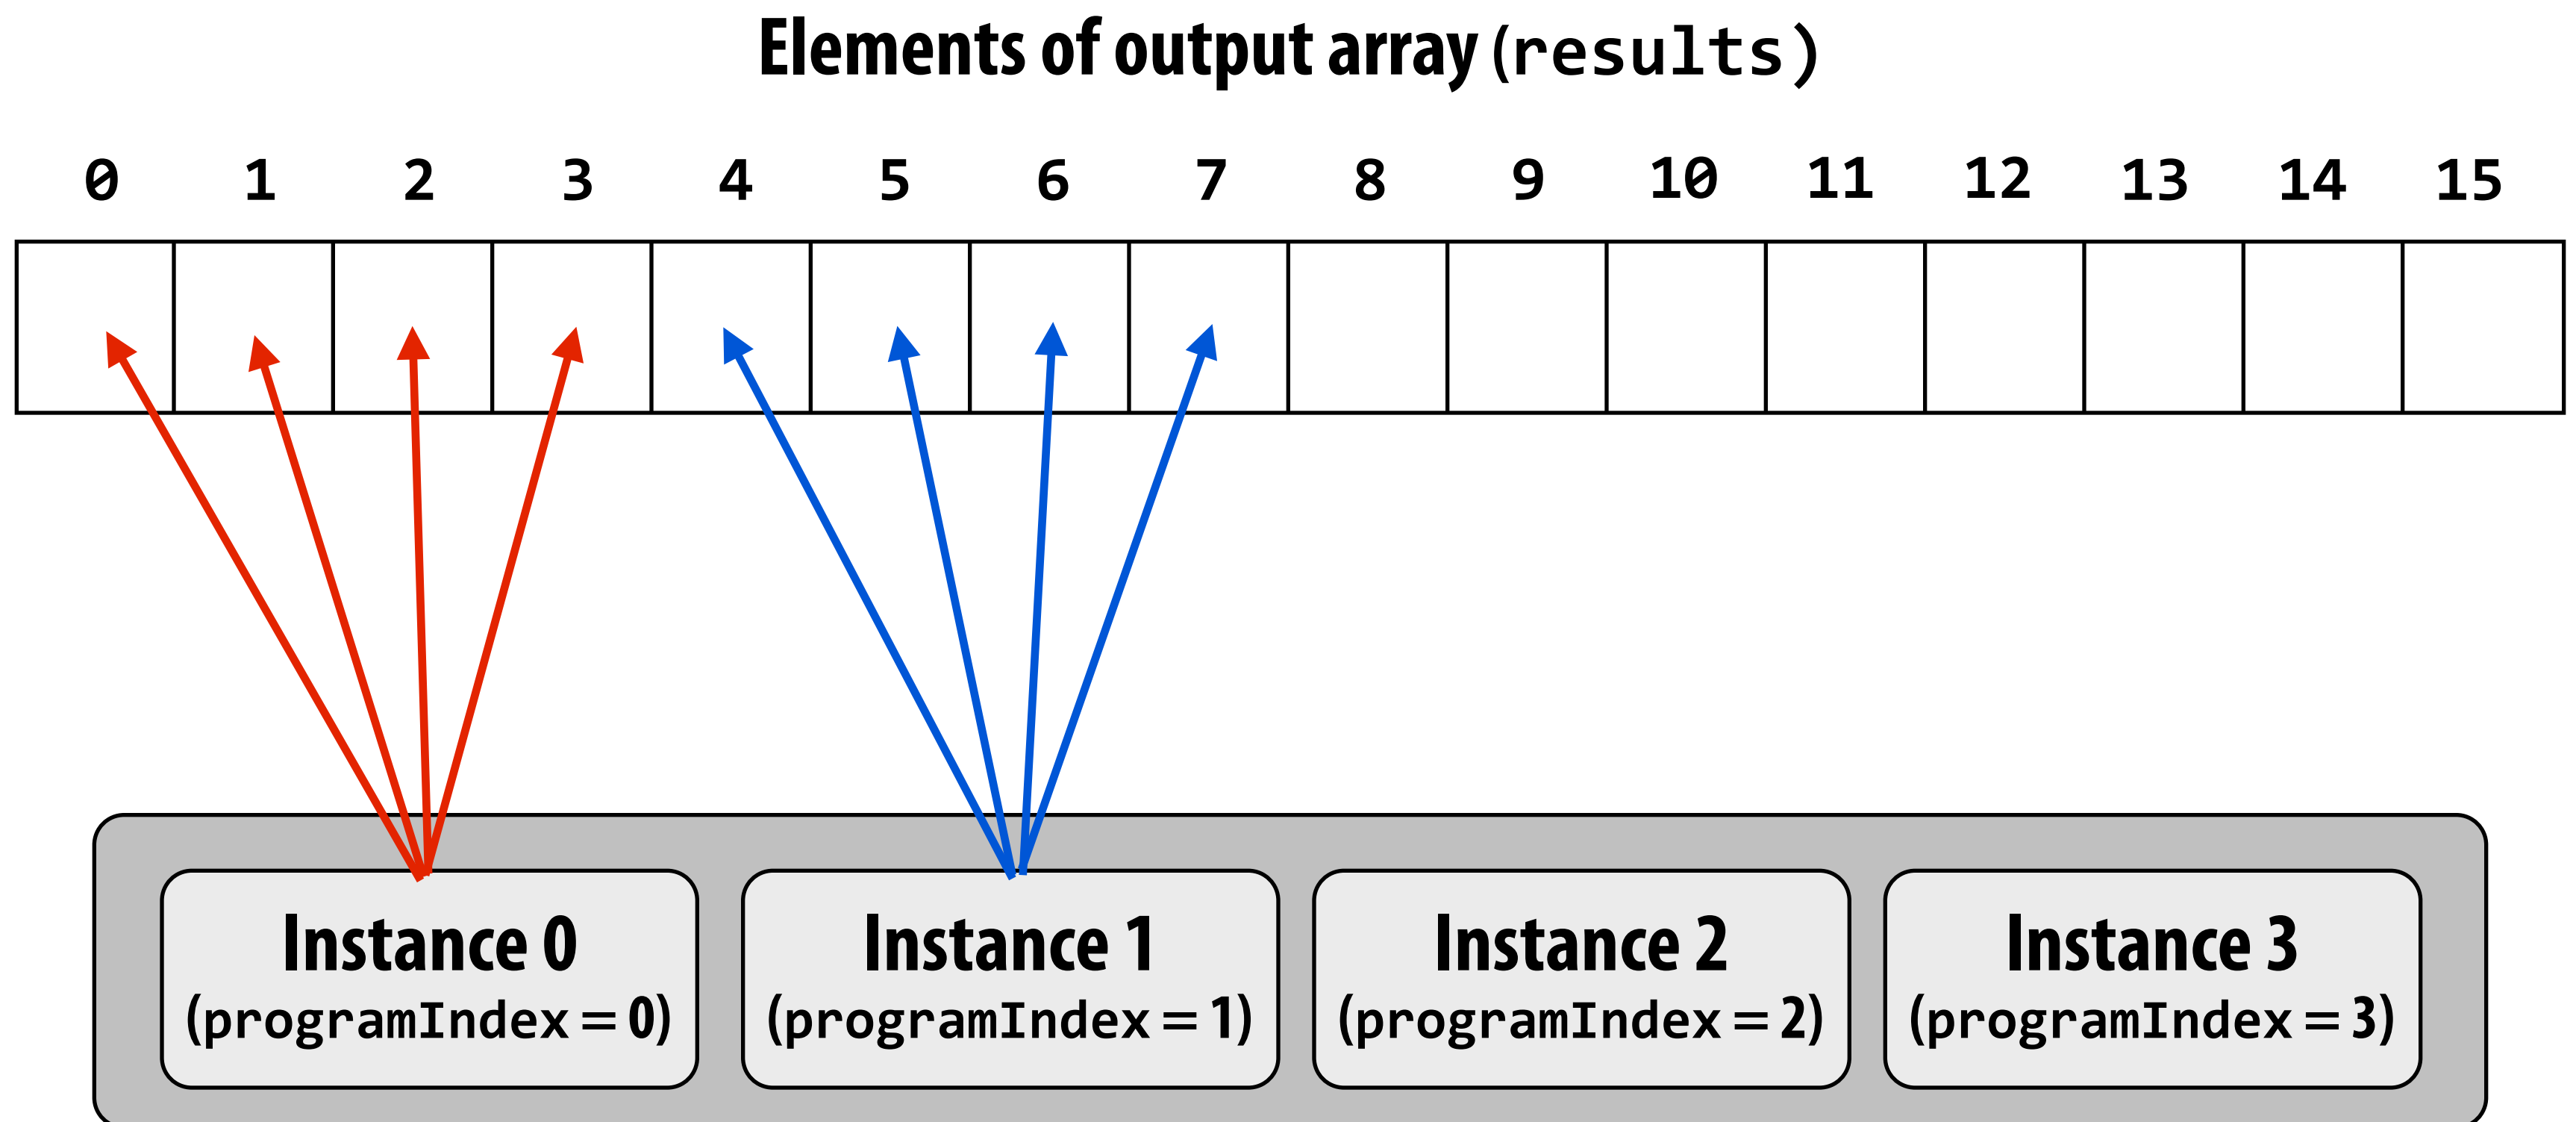 Elements of output array (results)
0 1 2 3 4 5 6 7 8 9 10 11 12 13 14 15
Instance 0 Instance 1 Instance 2 Instance 3
(programIndex = 0) (programIndex = 1) (programIndex = 2) (programIndex = 3)